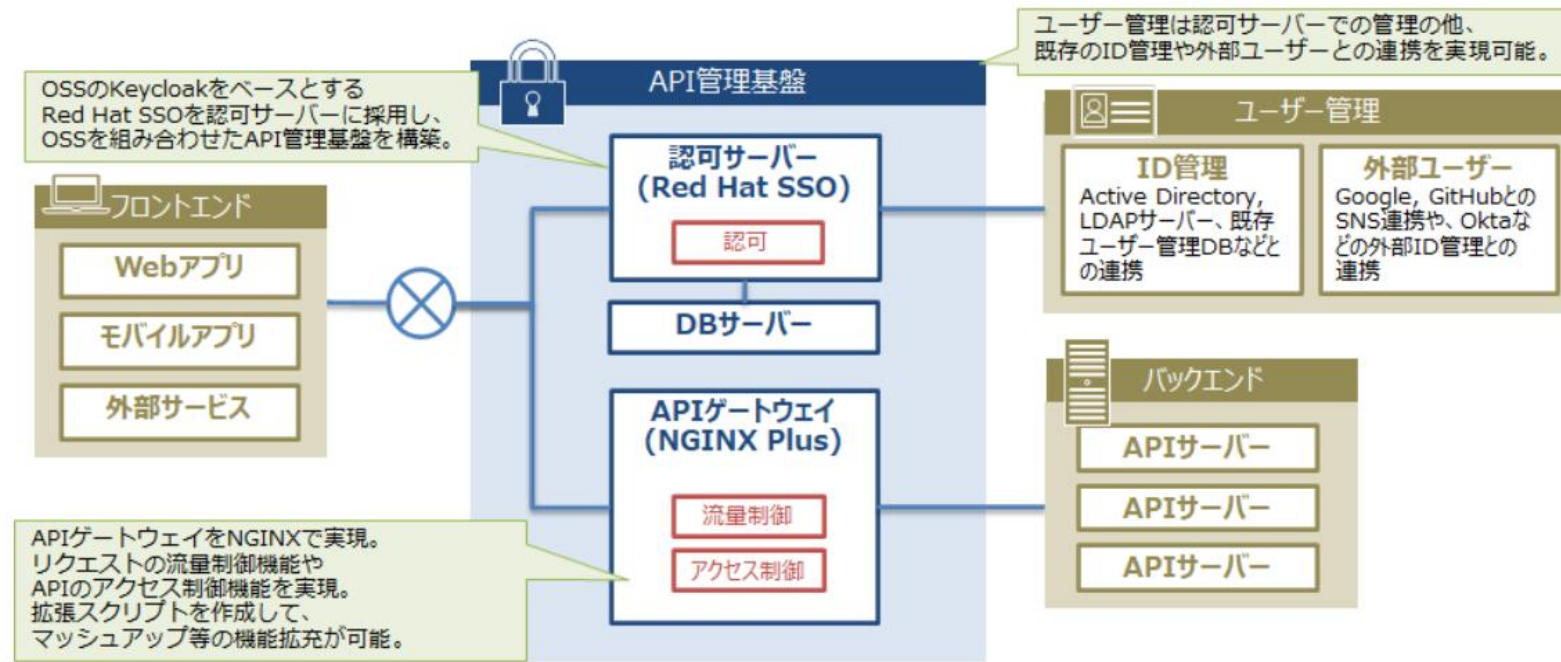 ユーザー管理は認可サーバーでの管理の他、
既存のID管理や外部ユーザーとの連携を実現可能。
OSSのKeycloakをベースとする
Red Hat SSOを認可サーバーに採用し、
OSSを組み合わせたAPI管理基盤を構築。
API管理基盤
認可サーバー
(Red Hat SSO)
認可
DBサーバー
APIゲートウェイ
(NGINX Plus)
流量制御
アクセス制御
フロントエンド
Webアプリ
モバイルアプリ
外部サービス
ユーザー管理
ID管理
Active Directory,
LDAPサーバー、既存
ユーザー管理DBなどと
の連携
外部ユーザー
Google, GitHubとの
SNS連携や、Oktaな
どの外部ID管理との
連携
バックエンド
APIサーバー
APIサーバー
APIサーバー
APIゲートウェイをNGINXで実現。
リクエストの流量制御機能や
APIのアクセス制御機能を実現。
拡張スクリプトを作成して、
マッシュアップ等の機能拡充が可能。